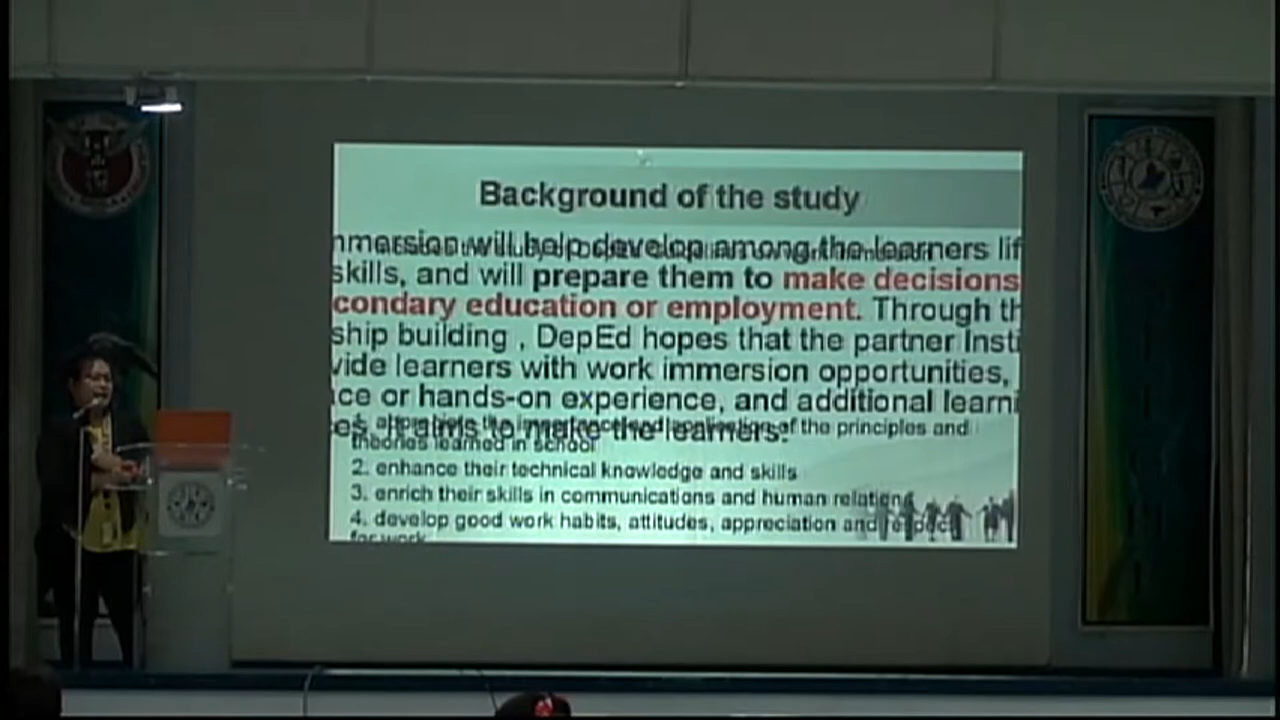 Background of the study
nmersion will help develop among the learners lif
skills, and will prepare them to make decisions
condary education or employment. Through th
ship building , DepEd hopes that the partner Insti
vide learners with work immersion opportunities,
ce or hands-on experience, and additional learni
es. It aims to make the learners:
1. the importance and application of the principles and
theories learned in school
2. enhance their technical knowledge and skills
3. enrich their skills in communications and human relations
4. develop good work habits, attitudes, appreciation and respect
for work